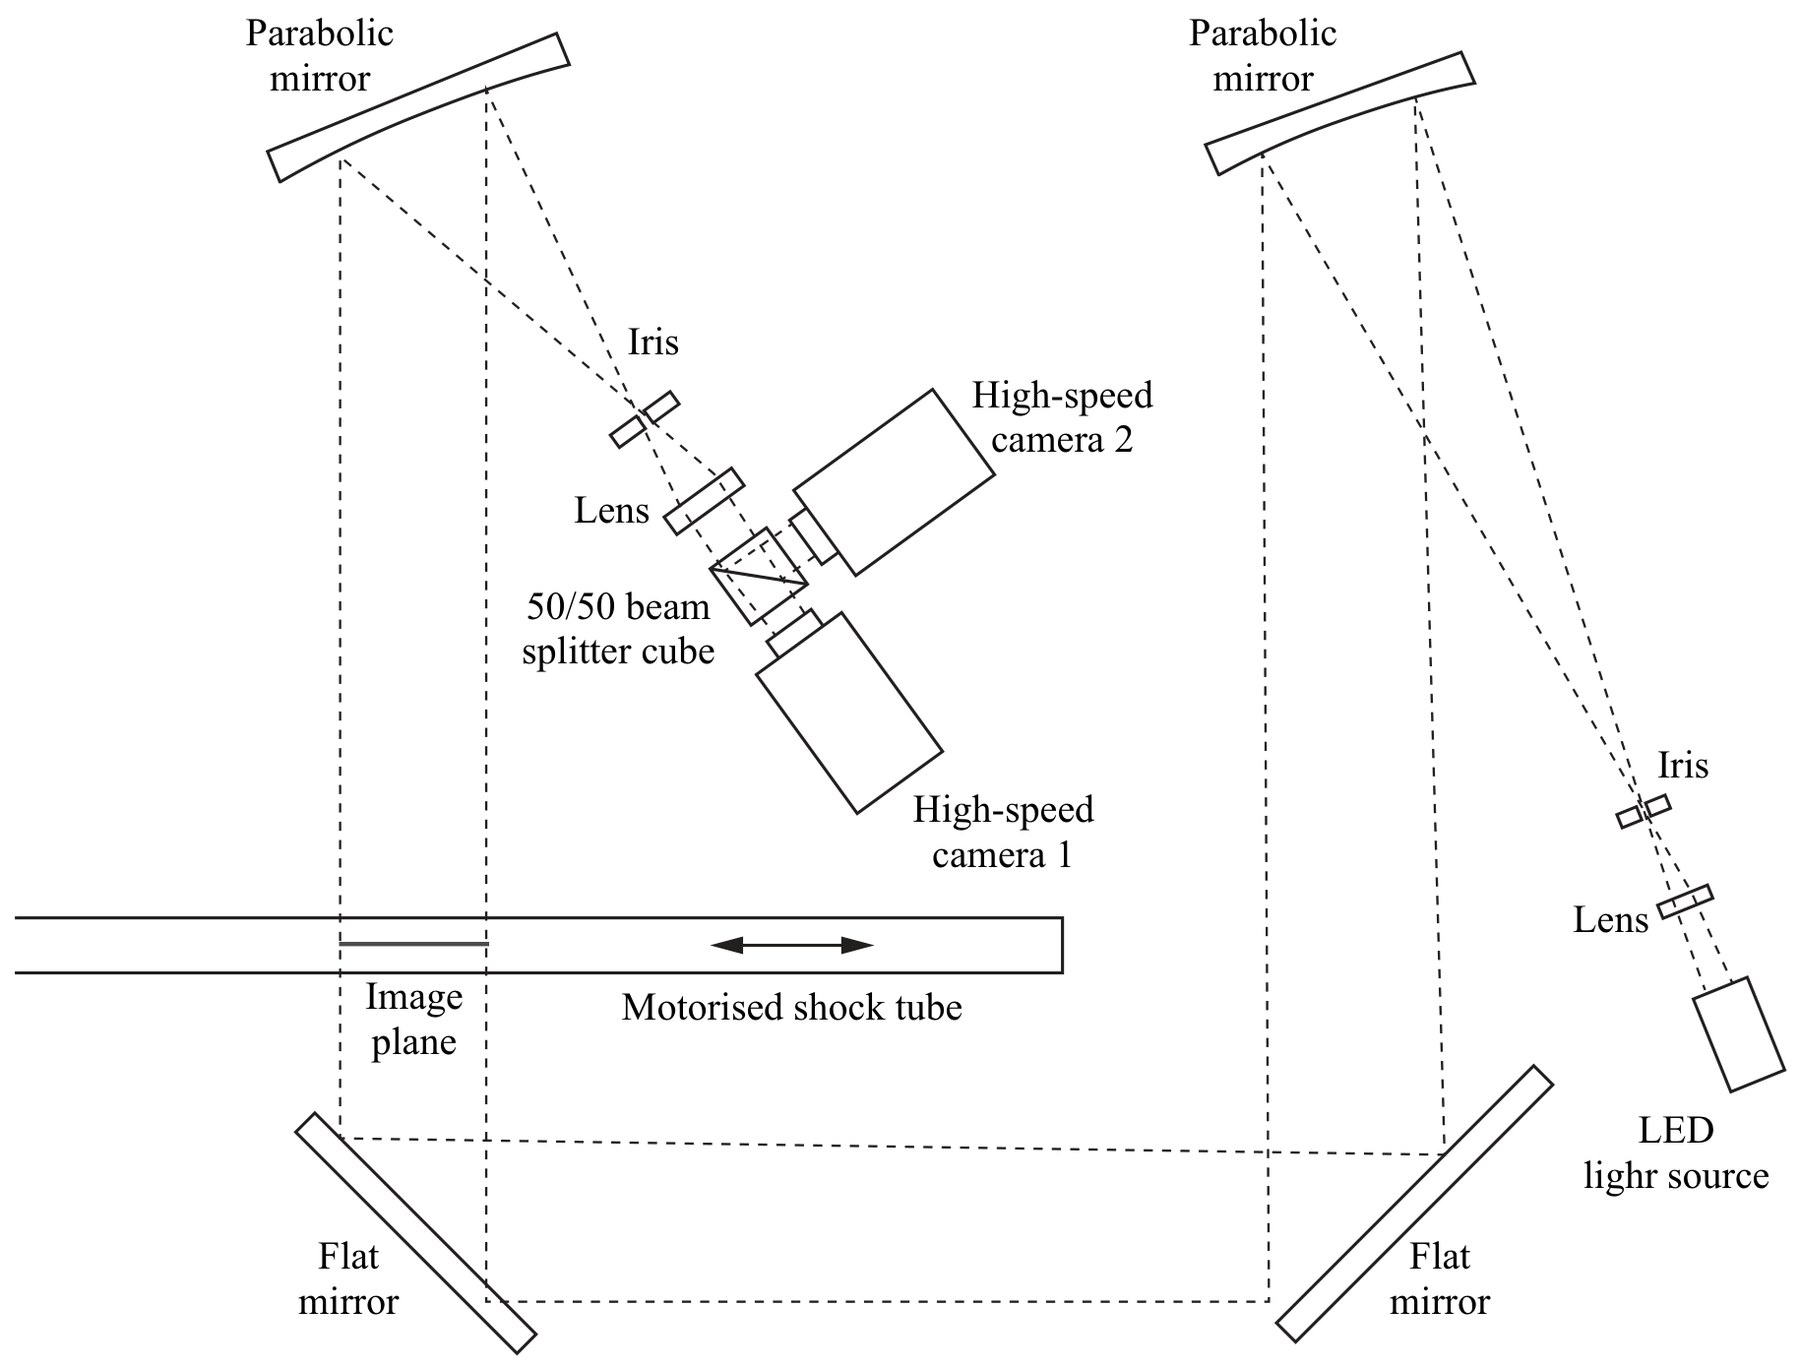 Parabolic
mirror
Parabolic
mirror
Iris
High-speed
camera 2
Lens
50/50 beam
splitter cube
High-speed
camera 1
Iris
Lens
Image
plane
Motorised shock tube
LED
lighr source
Flat
mirror
Flat
mirror